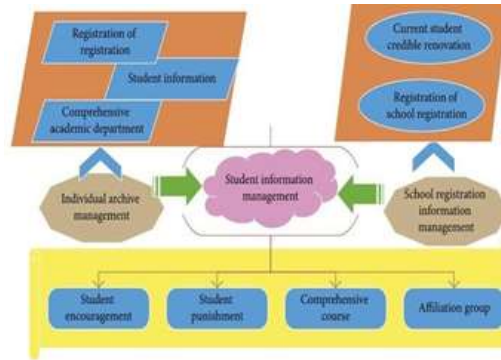 Registration of
registration
Student information
Comprehensive
academic department
Current student
credible renovation
Registration of
school registration
Individual archive
management
Student information
management
School registration
information
management
Student
encouragement
Student
punishment
Comprehensive
course
Affiliation group